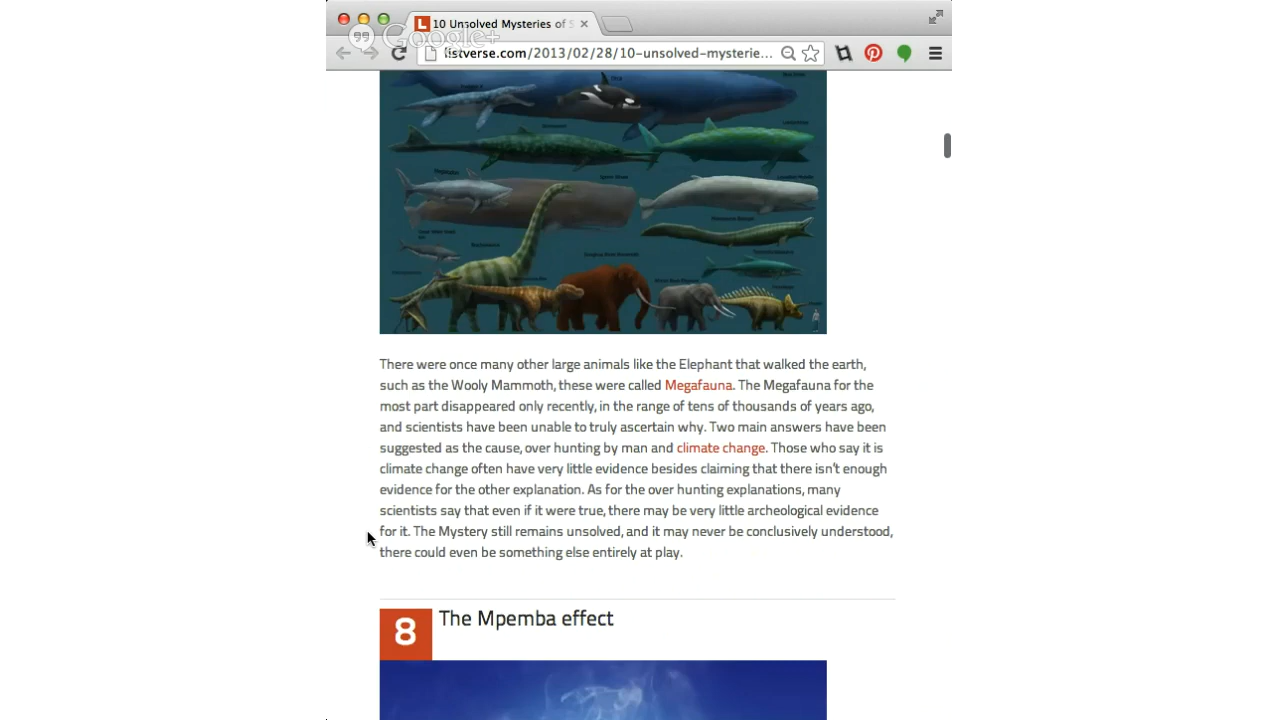 10 Unsolved Mysteries of S
Google+
listverse.com/2013/02/28/10-unsolved-mysterie...
There were once many other large animals like the Elephant that walked the earth,
such as the Wooly Mammoth, these were called Megafauna. The Megafauna for the
most part disappeared only recently, in the range of tens of thousands of years ago,
and scientists have been unable to truly ascertain why. Two main answers have been
suggested as the cause, over hunting by man and climate change. Those who say it is
climate change often have very little evidence besides claiming that there isn't enough
evidence for the other explanation. As for the over hunting explanations, many
scientists say that even if it were true, there may be very little archeological evidence
for it. The Mystery still remains unsolved, and it may never be conclusively understood,
there could even be something else entirely at play.
8 The Mpemba effect